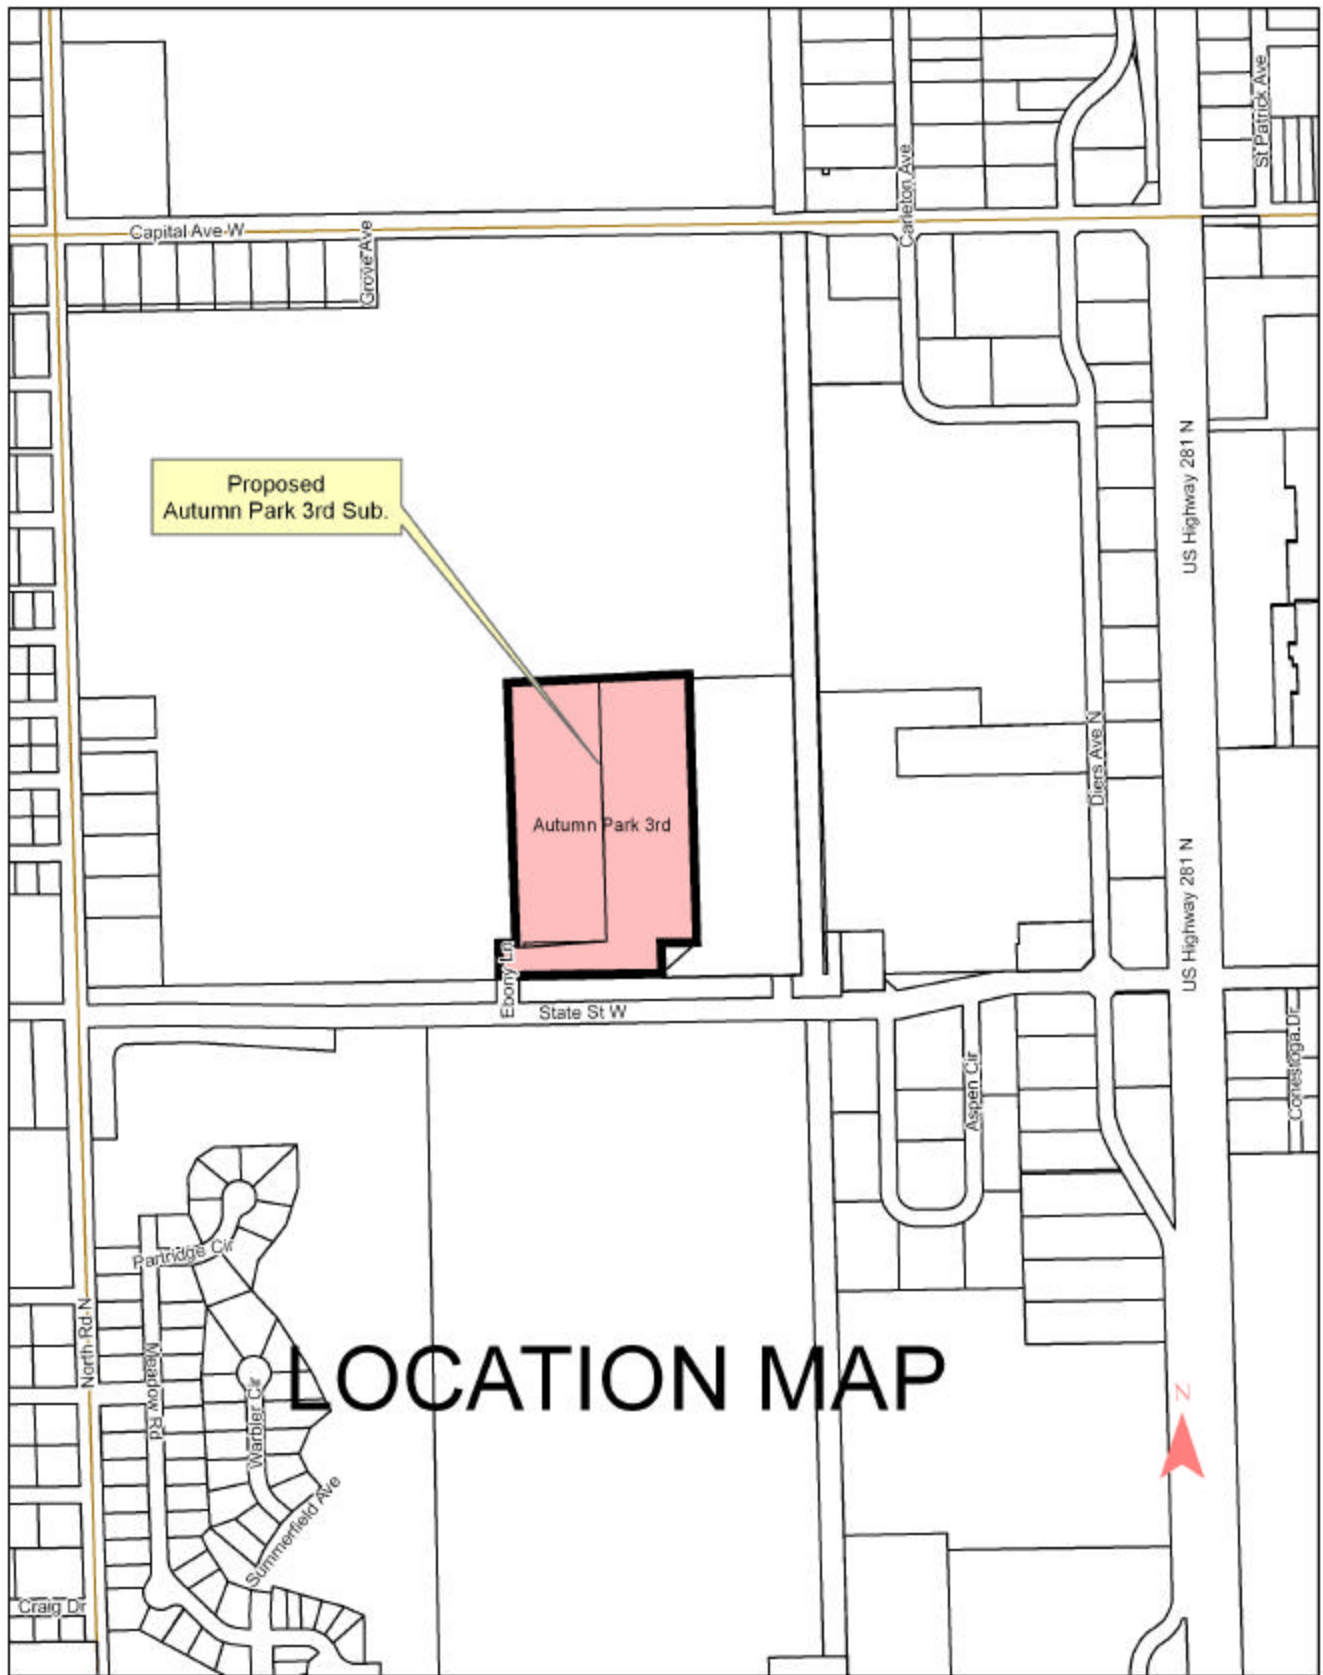 St Patrick Ave
Carleton Ave
Capital Ave W
Grove Ave
US Highway 281 N
Proposed
Autumn Park 3rd Sub.
Diers Ave N
Autumn Park 3rd
US Highway 281 N
Ebony Ln
State St W
Conestoga Dr
Aspen Cir
Partridge Cir
North Rd N
Meadow Rd
LOCATION MAP
Warbler Cir
N
Summerfield Ave
Craig Dr